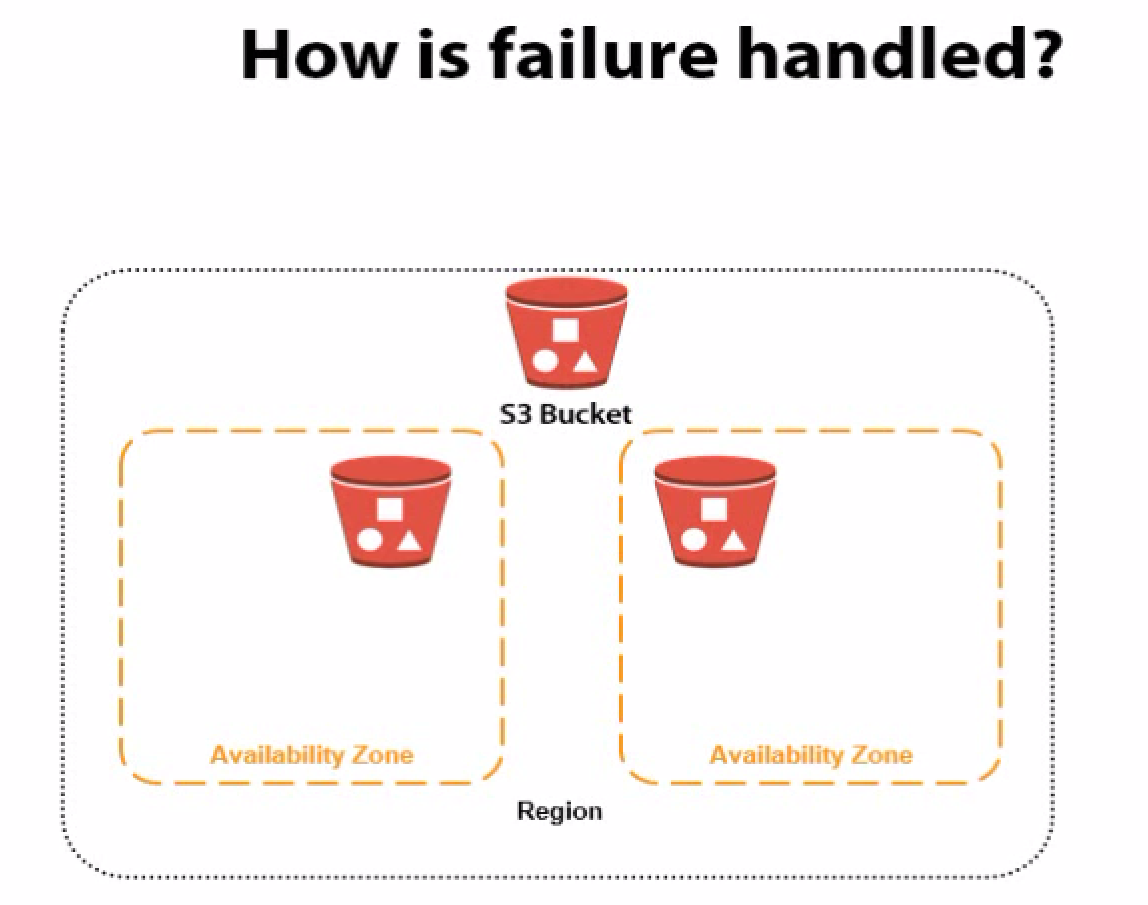 How is failure handled?
S3 Bucket
Availability Zone
Availability Zone
Region